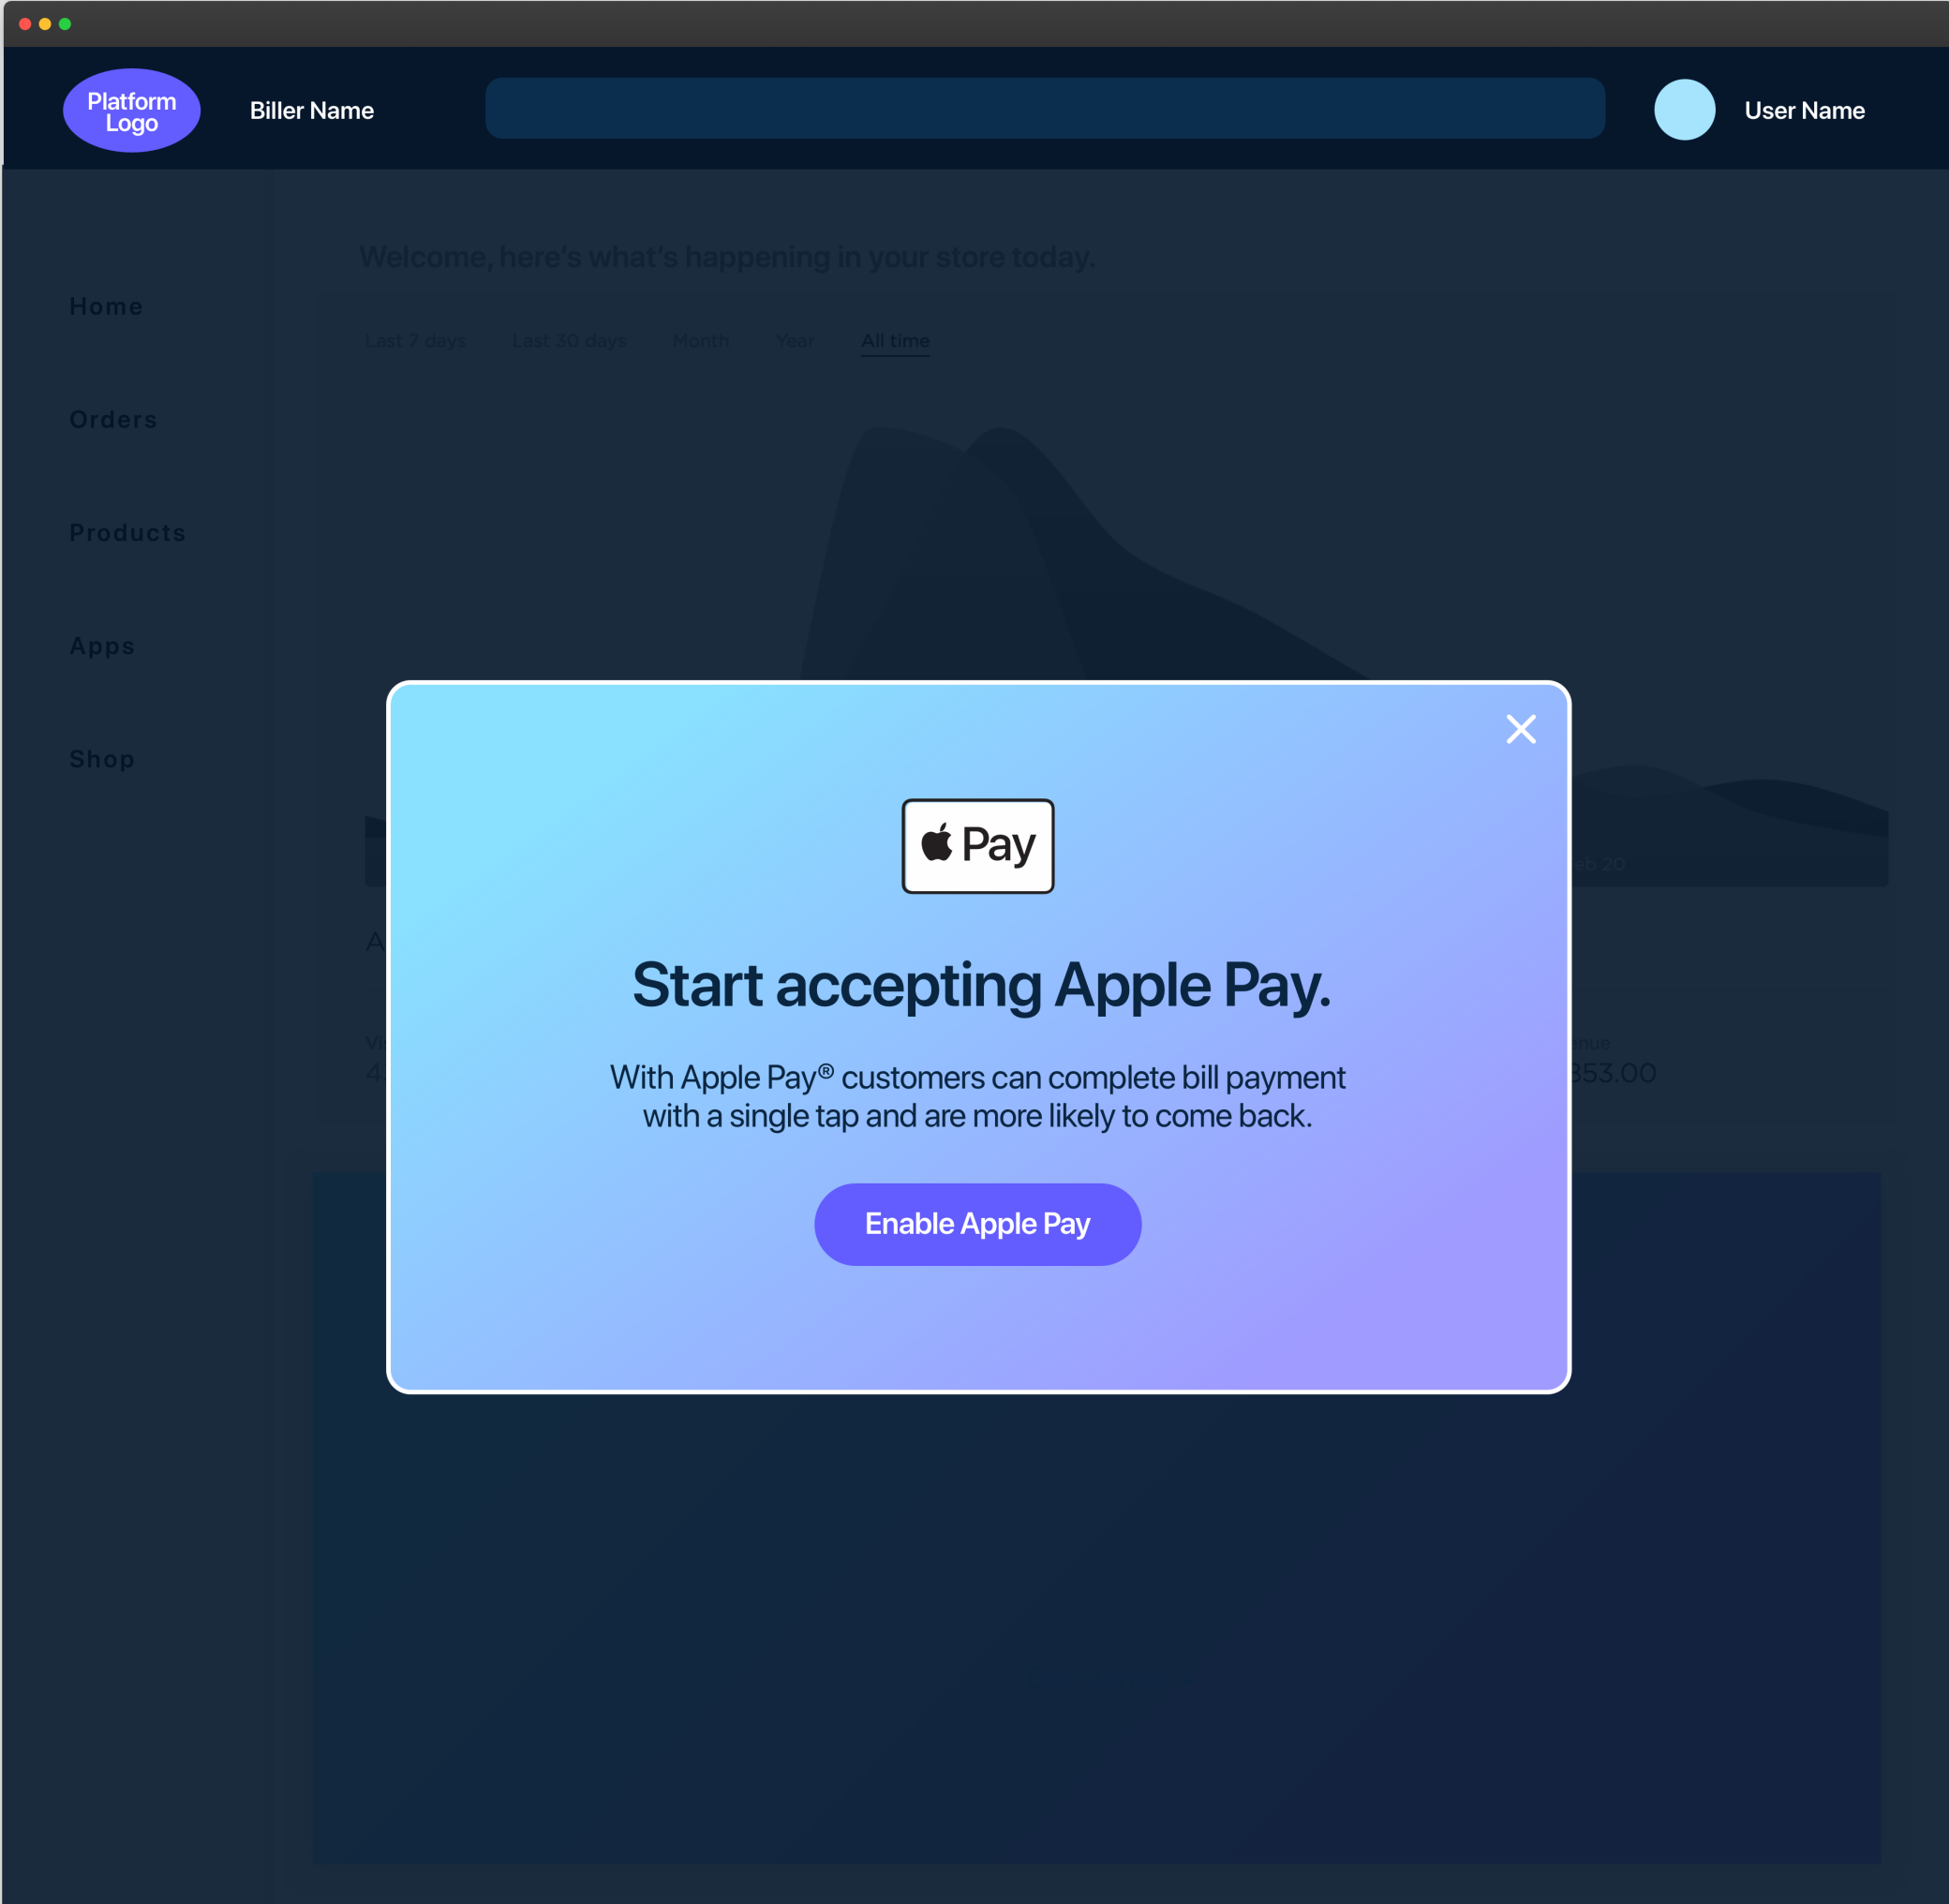 Platform
Logo
Biller Name
User Name
Welcome, here's what's happening in your store today.
Home
Last 7 days
Last 30 days
Month
Year
All time
Orders
Products
Apps
Shop
Pay
Start accepting Apple Pay.
With Apple Pay® customers can complete bill payment
with a single tap and are more likely to come back.
Enable Apple Pay